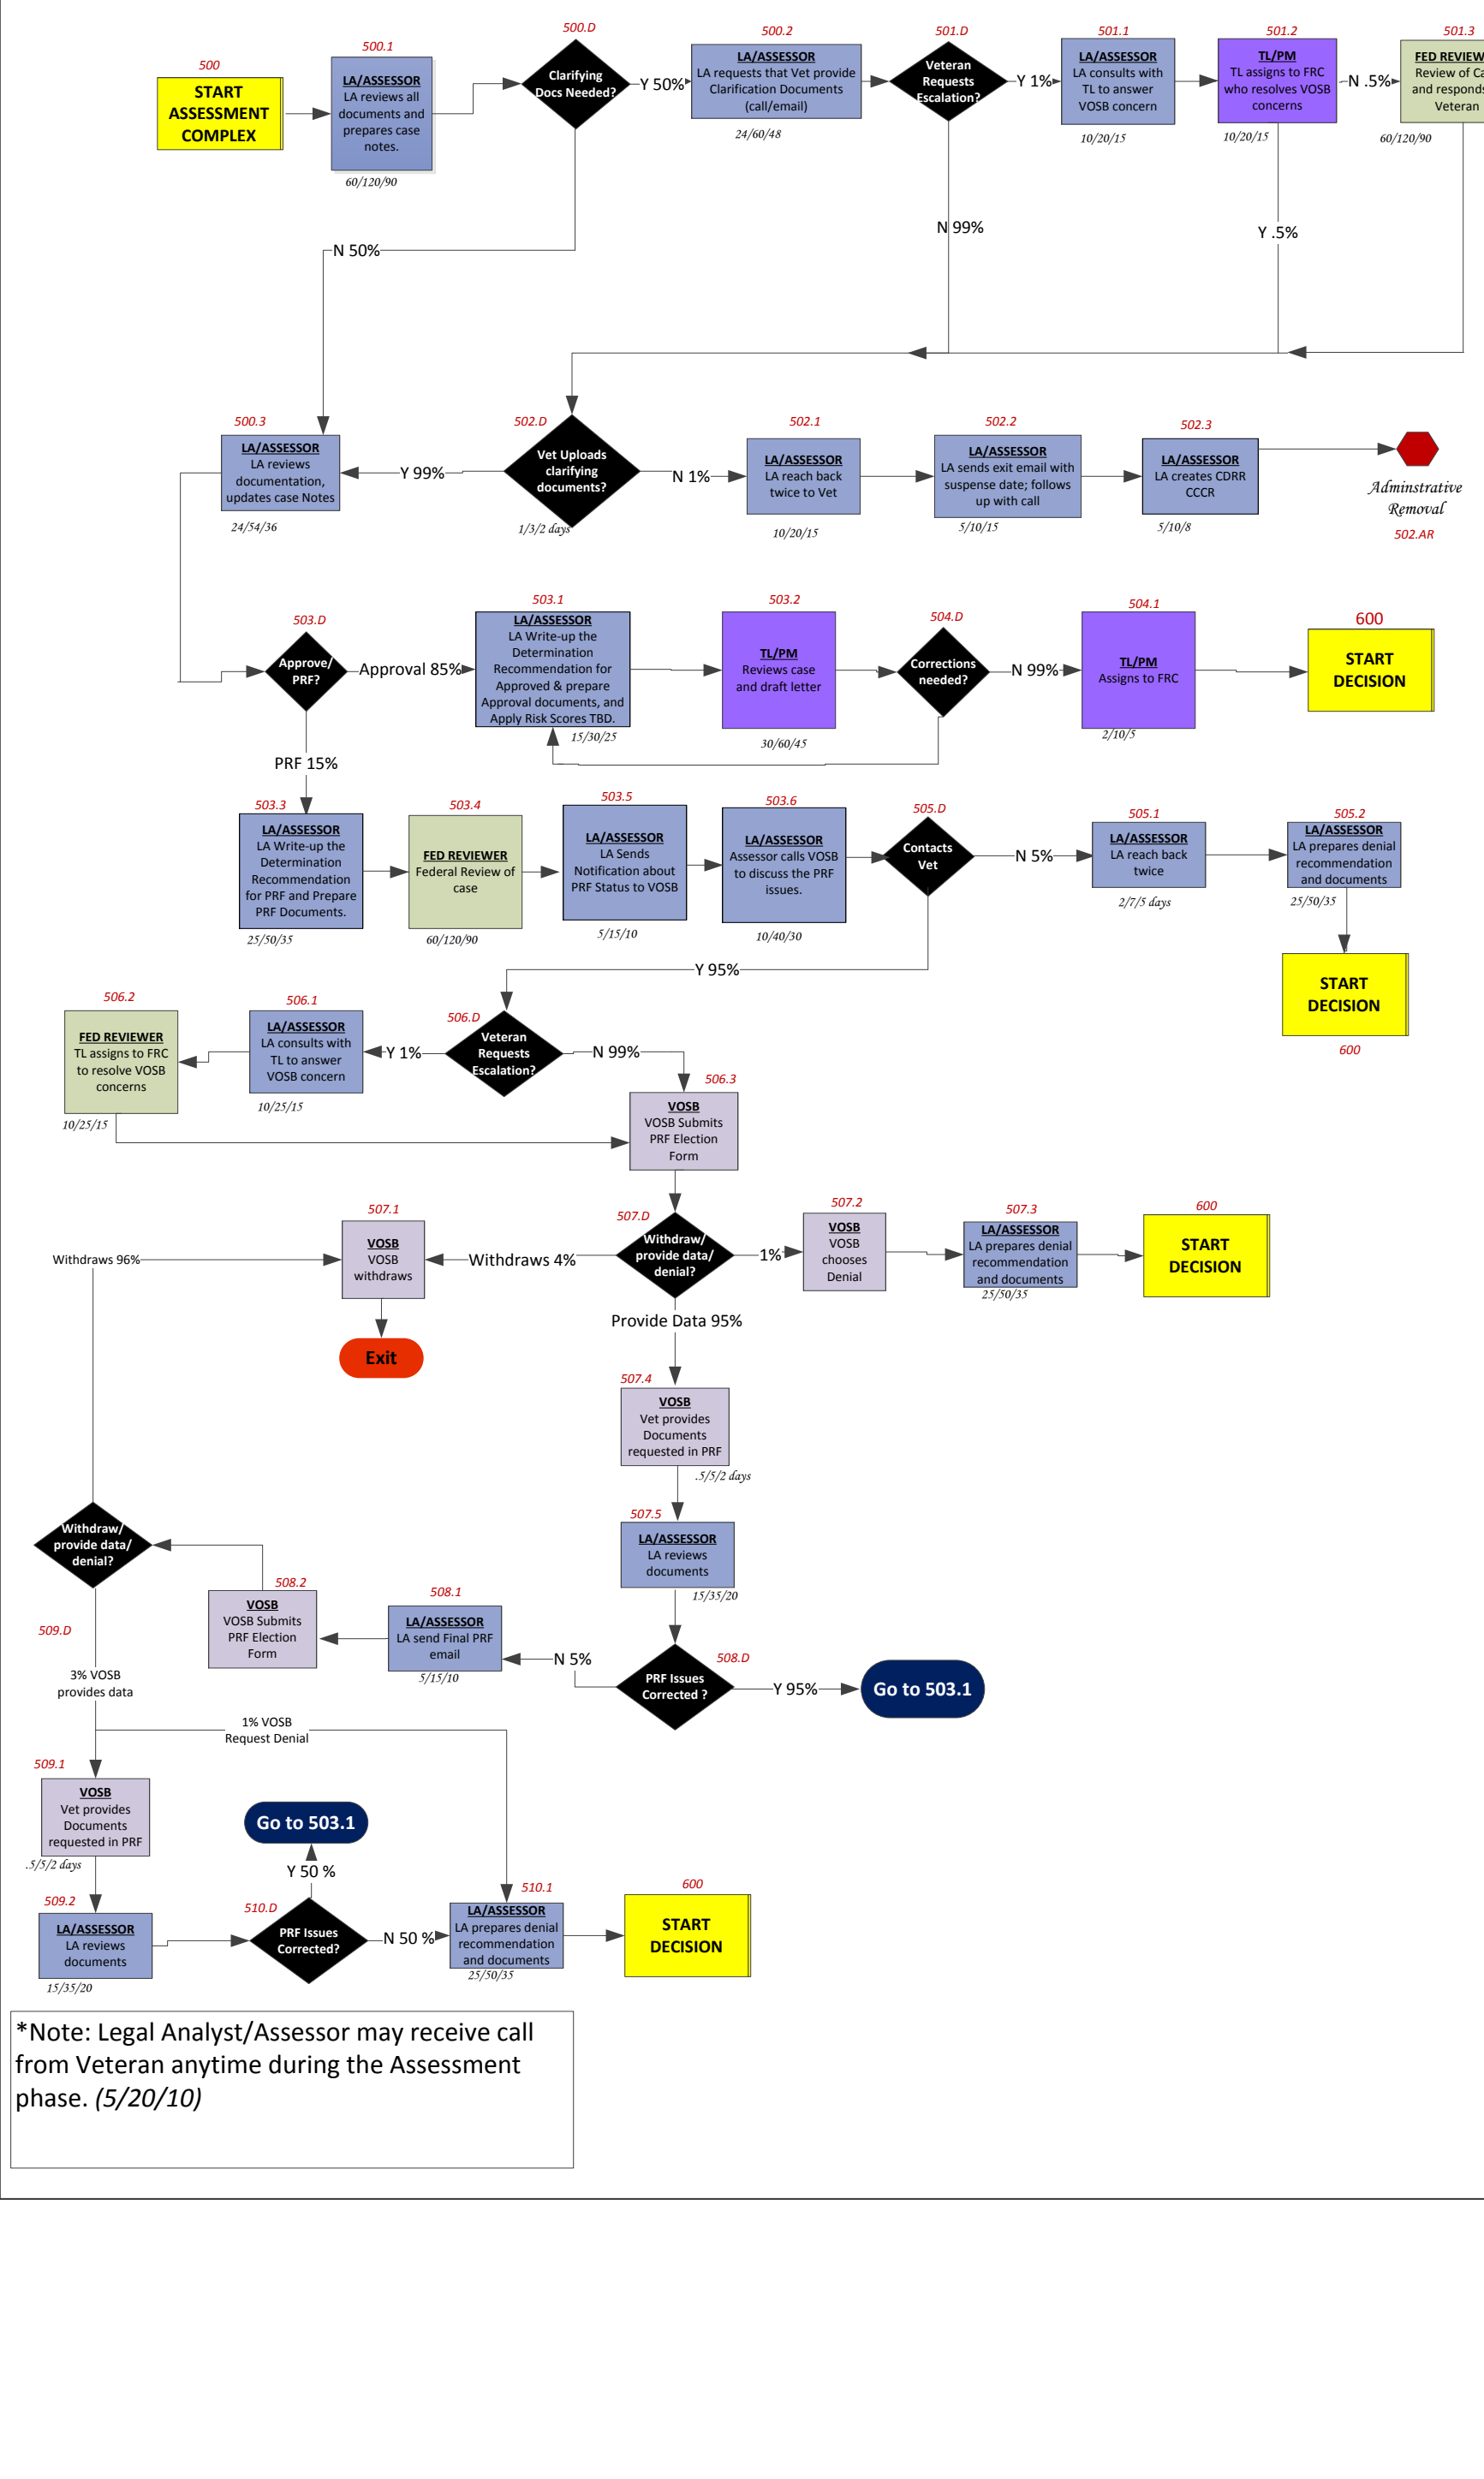 500
START
ASSESSMENT
COMPLEX
500.1
LA/ASSESSOR
LA reviews all
documents and
prepares case
notes.
60/120/90
500.D
Clarifying
Docs Needed?
Y 50%
N 50%
500.2
LA/ASSESSOR
LA requests that Vet provide
Clarification Documents
(call/email)
24/60/48
501.D
Veteran
Requests
Escalation?
Y 1%
N 99%
501.1
LA/ASSESSOR
LA consults with
TL to answer
VOSB concern
10/20/15
501.2
TL/PM
TL assigns to FRC
who resolves VOSB
concerns
10/20/15
N .5%
Y .5%
501.3
FED REVIEW
Review of Ca
and responds
Veteran
60/120/90
500.3
LA/ASSESSOR
LA reviews
documentation,
updates case Notes
24/54/36
Y 99%
502.D
Vet Uploads
clarifying
documents?
1/3/2 days
N 1%
502.1
LA/ASSESSOR
LA reach back
twice to Vet
10/20/15
502.2
LA/ASSESSOR
LA sends exit email with
suspense date; follows
up with call
5/10/15
502.3
LA/ASSESSOR
LA creates CDRR
CCCR
5/10/8
Adminstrative
Removal
502.AR
503.D
Approve/
PRF?
Approval 85%
PRF 15%
503.1
LA/ASSESSOR
LA Write-up the
Determination
Recommendation for
Approved & prepare
Approval documents, and
Apply Risk Scores TBD.
15/30/25
503.2
TL/PM
Reviews case
and draft letter
30/60/45
504.D
Corrections
needed?
N 99%
504.1
TL/PM
Assigns to FRC
2/10/5
600
START
DECISION
503.3
LA/ASSESSOR
LA Write-up the
Determination
Recommendation
for PRF and Prepare
PRF Documents.
25/50/35
503.4
FED REVIEWER
Federal Review of
case
60/120/90
503.5
LA/ASSESSOR
LA Sends
Notification about
PRF Status to VOSB
5/15/10
503.6
LA/ASSESSOR
Assessor calls VOSB
to discuss the PRF
issues.
10/40/30
505.D
Contacts
Vet
N 5%
Y 95%
505.1
LA/ASSESSOR
LA reach back
twice
2/7/5 days
505.2
LA/ASSESSOR
LA prepares denial
recommendation
and documents
25/50/35
START
DECISION
600
506.2
FED REVIEWER
TL assigns to FRC
to resolve VOSB
concerns
10/25/15
506.1
LA/ASSESSOR
LA consults with
TL to answer
VOSB concern
10/25/15
Y 1%
506.D
Veteran
Requests
Escalation?
N 99%
506.3
VOSB
VOSB Submits
PRF Election
Form
Withdraws 96%
507.1
VOSB
VOSB
withdraws
Exit
Withdraws 4%
507.D
Withdraw/
provide data/
denial?
1%
Provide Data 95%
507.2
VOSB
VOSB
chooses
Denial
507.3
LA/ASSESSOR
LA prepares denial
recommendation
and documents
25/50/35
600
START
DECISION
507.4
VOSB
Vet provides
Documents
requested in PRF
.5/5/2 days
507.5
LA/ASSESSOR
LA reviews
documents
15/35/20
Withdraw/
provide data/
denial?
509.D
508.2
VOSB
VOSB Submits
PRF Election
Form
508.1
LA/ASSESSOR
LA send Final PRF
email
5/15/10
N 5%
508.D
PRF Issues
Corrected ?
Y 95%
Go to 503.1
3% VOSB
provides data
1% VOSB
Request Denial
509.1
VOSB
Vet provides
Documents
requested in PRF
.5/5/2 days
509.2
LA/ASSESSOR
LA reviews
documents
15/35/20
Go to 503.1
Y 50 %
510.D
PRF Issues
Corrected?
N 50 %
510.1
LA/ASSESSOR
LA prepares denial
recommendation
and documents
25/50/35
600
START
DECISION
*Note: Legal Analyst/Assessor may receive call
from Veteran anytime during the Assessment
phase. (5/20/10)